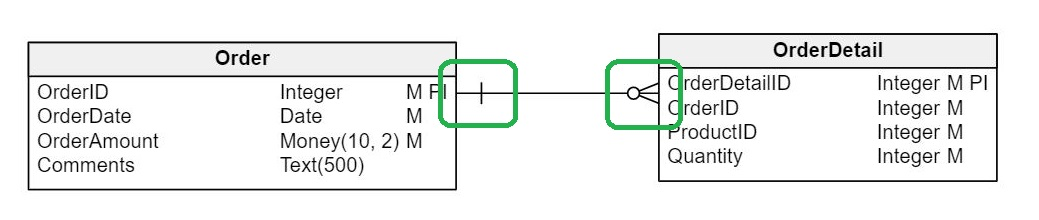 Order
OrderID Integer M PI
OrderDate Date M
OrderAmount Money(10, 2) M
Comments Text(500)
OrderDetail
OrderDetailID Integer M PI
OrderID Integer M
ProductID Integer M
Quantity Integer M